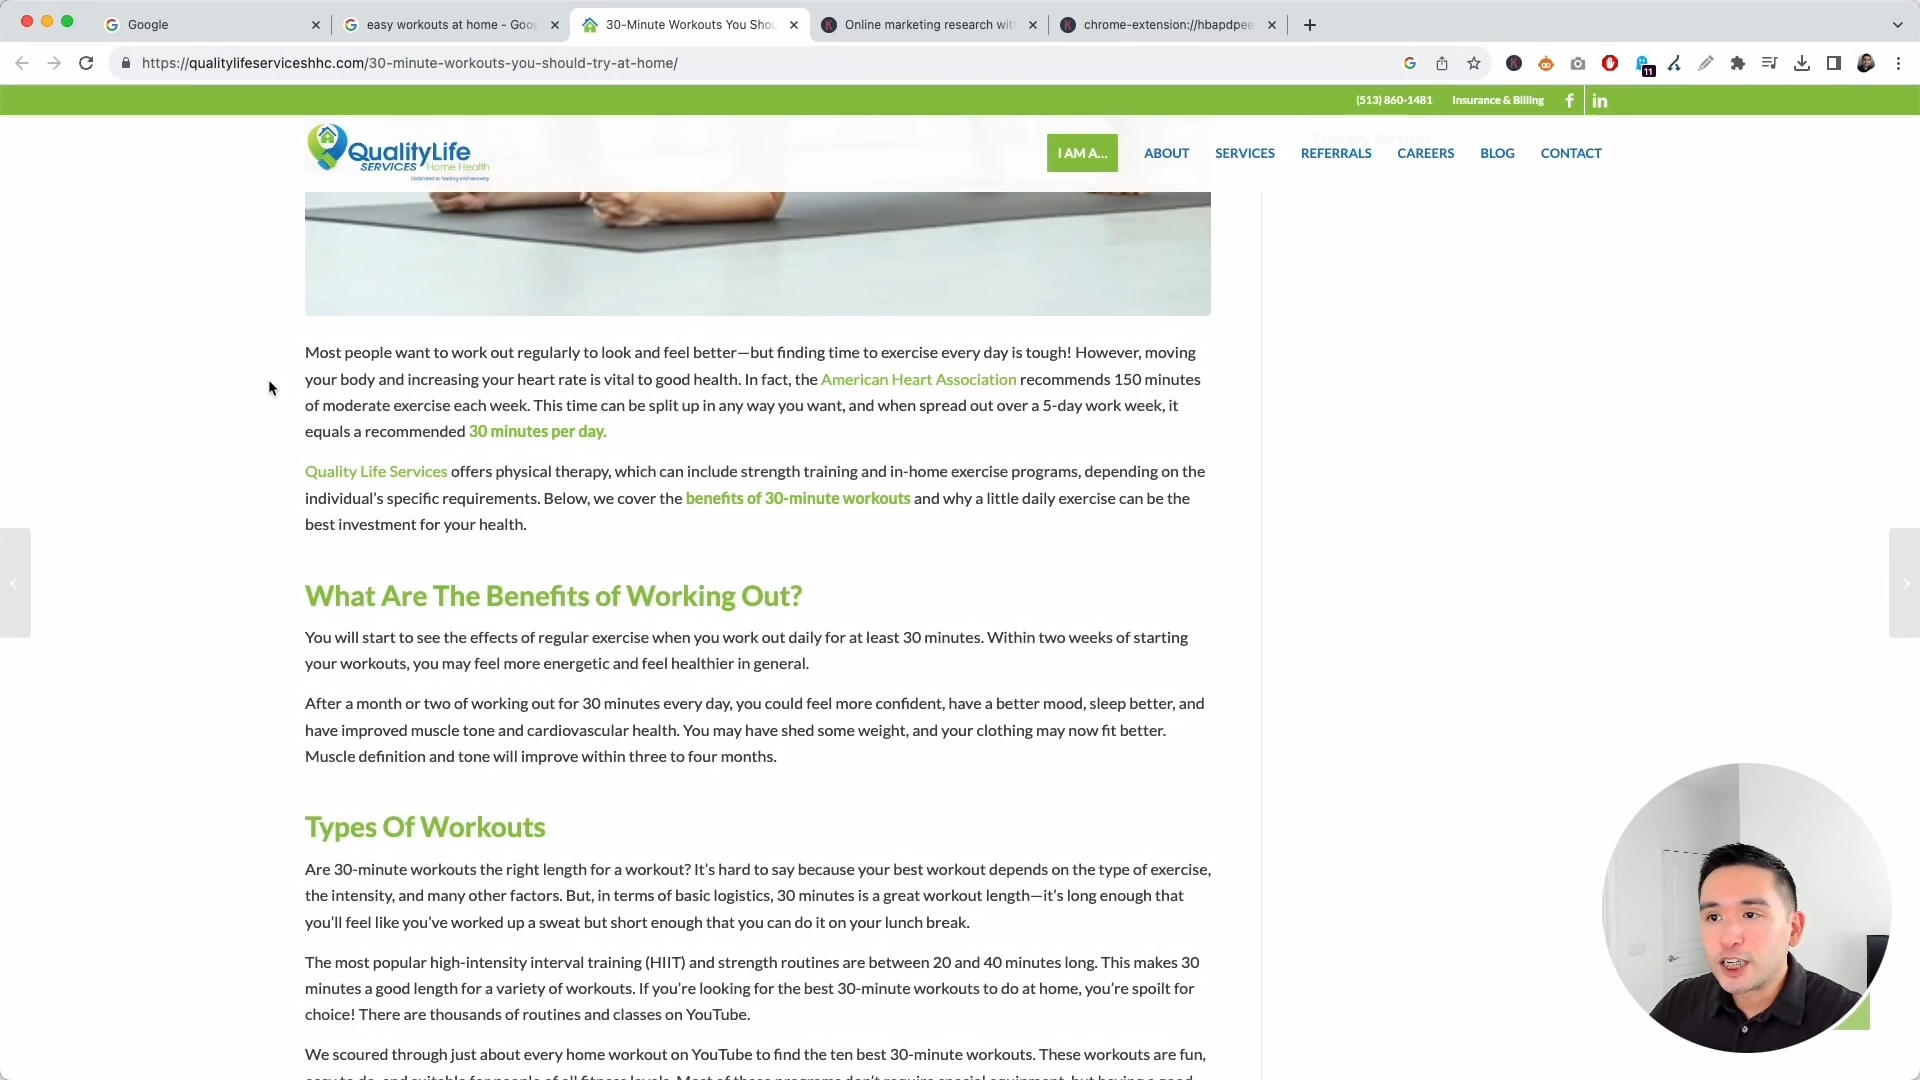 Google
easy workouts at home - Goog
30-Minute Workouts You Shou
Online marketing research wit
chrome-extension://hbapdpee
https://qualitylifeserviceshhc.com/30-minute-workouts-you-should-try-at-home/
11
(513) 860-1481 Insurance & Billing
QualityLife
SERVICES Home Health
Dedicated to healing and recovery
Therapy Services
I AM A... ABOUT SERVICES REFERRALS CAREERS BLOG CONTACT
Most people want to work out regularly to look and feel better—but finding time to exercise every day is tough! However, moving
your body and increasing your heart rate is vital to good health. In fact, the American Heart Association recommends 150 minutes
of moderate exercise each week. This time can be split up in any way you want, and when spread out over a 5-day work week, it
equals a recommended 30 minutes per day.
Quality Life Services offers physical therapy, which can include strength training and in-home exercise programs, depending on the
individual’s specific requirements. Below, we cover the benefits of 30-minute workouts and why a little daily exercise can be the
best investment for your health.
What Are The Benefits of Working Out?
You will start to see the effects of regular exercise when you work out daily for at least 30 minutes. Within two weeks of starting
your workouts, you may feel more energetic and feel healthier in general.
After a month or two of working out for 30 minutes every day, you could feel more confident, have a better mood, sleep better, and
have improved muscle tone and cardiovascular health. You may have shed some weight, and your clothing may now fit better.
Muscle definition and tone will improve within three to four months.
Types Of Workouts
Are 30-minute workouts the right length for a workout? It’s hard to say because your best workout depends on the type of exercise,
the intensity, and many other factors. But, in terms of basic logistics, 30 minutes is a great workout length—it’s long enough that
you’ll feel like you’ve worked up a sweat but short enough that you can do it on your lunch break.
The most popular high-intensity interval training (HIIT) and strength routines are between 20 and 40 minutes long. This makes 30
minutes a good length for a variety of workouts. If you’re looking for the best 30-minute workouts to do at home, you’re spoilt for
choice! There are thousands of routines and classes on YouTube.
We scoured through just about every home workout on YouTube to find the ten best 30-minute workouts. These workouts are fun,